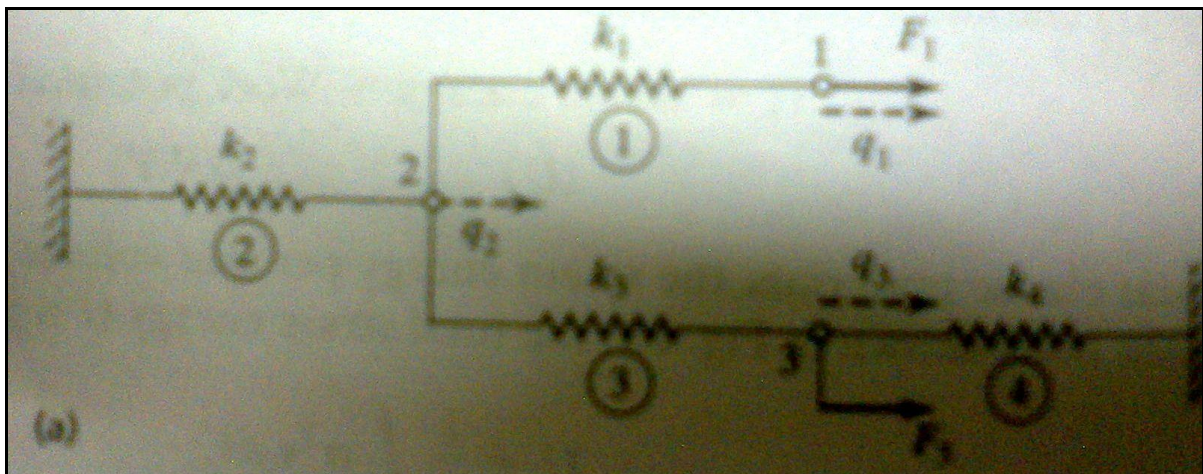 k₁
1
F₁
①
q₁
k₂
2
q₂
②
k₃
q₃
k₄
③
3
④
F₃
(a)